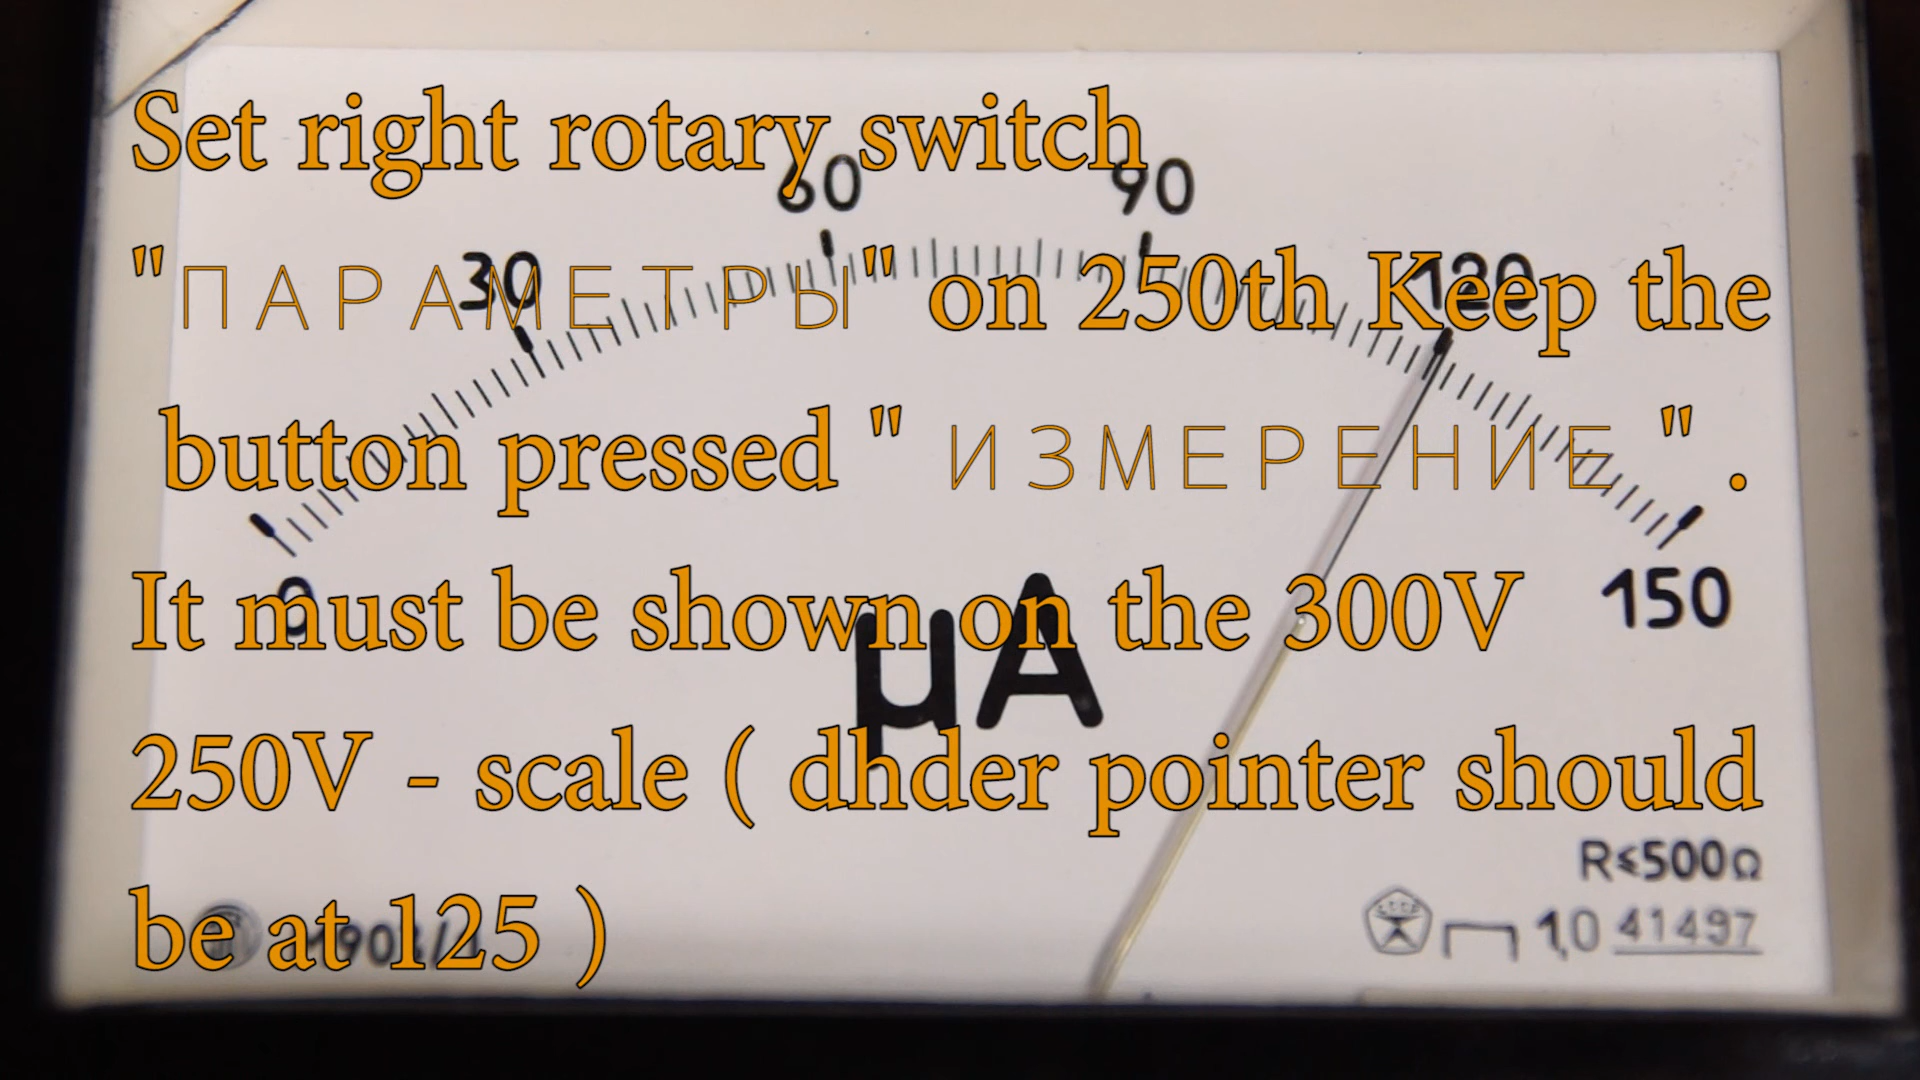 Set right rotary switch
"ПАРАМЕТРЫ" on 250th Keep the
button pressed " ИЗМЕРЕНИЕ " .
It must be shown on the 300V
250V - scale ( dhder pointer should
be at 125 )
0 30 60 90 120 150
µA
R≤500Ω
СССР 1,0 41497